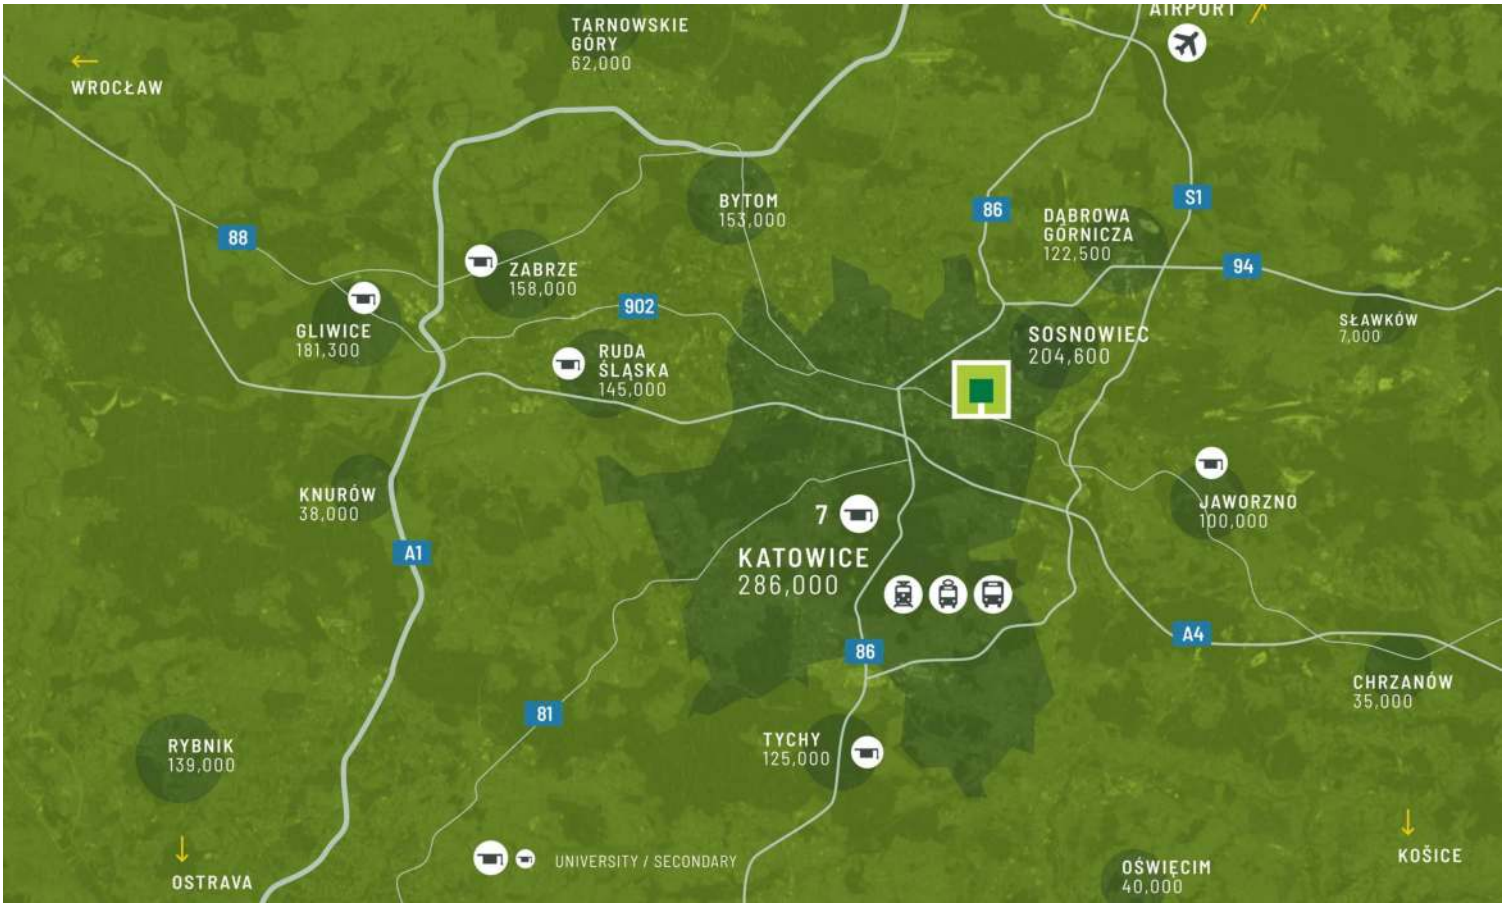 AIRPORT
TARNOWSKIE
GÓRY
62,000
WROCŁAW
BYTOM
153,000
86
S1
DĄBROWA
GÓRNICZA
122,500
88
94
ZABRZE
158,000
902
GLIWICE
181,300
SŁAWKÓW
7,000
SOSNOWIEC
204,600
RUDA
ŚLĄSKA
145,000
KNURÓW
38,000
JAWORZNO
100,000
7
A1
KATOWICE
286,000
A4
86
CHRZANÓW
35,000
81
RYBNIK
139,000
TYCHY
125,000
UNIVERSITY / SECONDARY
KOŠICE
OSTRAVA
OŚWIĘCIM
40,000